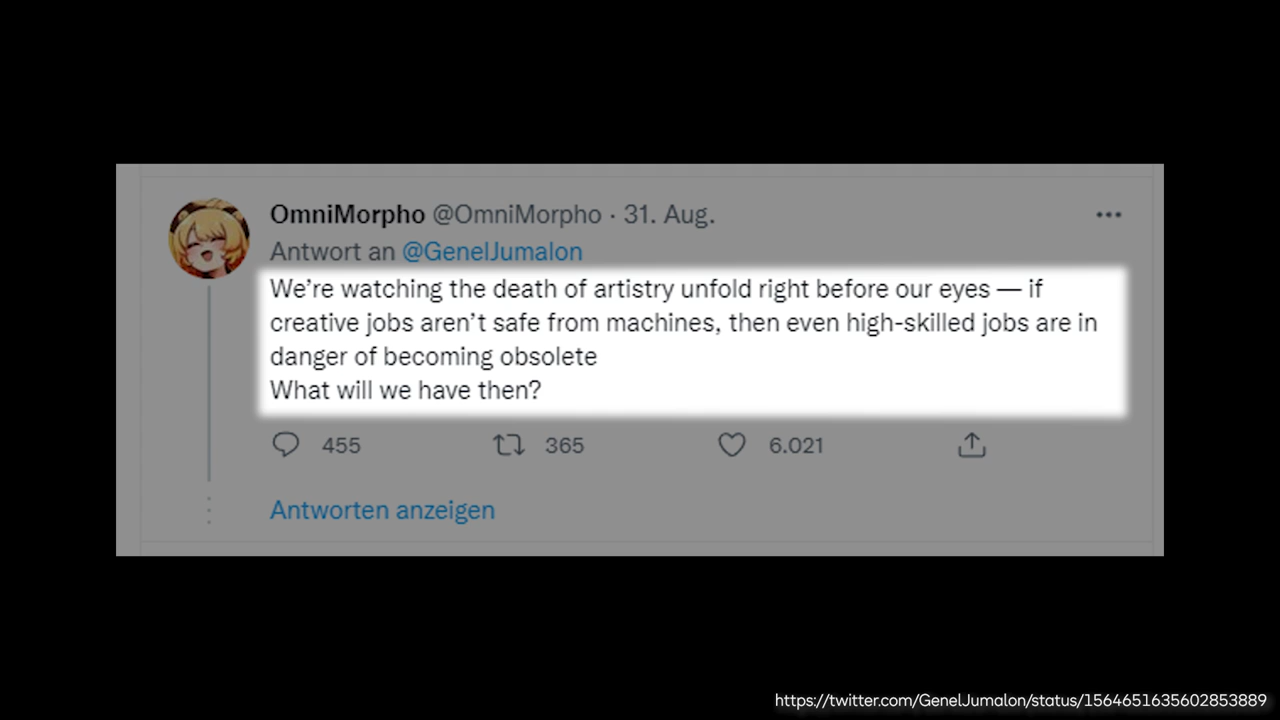 OmniMorpho @OmniMorpho · 31. Aug.
Antwort an @GenelJumalon
We’re watching the death of artistry unfold right before our eyes — if
creative jobs aren’t safe from machines, then even high-skilled jobs are in
danger of becoming obsolete
What will we have then?
455 365 6.021
Antworten anzeigen
https://twitter.com/GenelJumalon/status/1564651635602853889